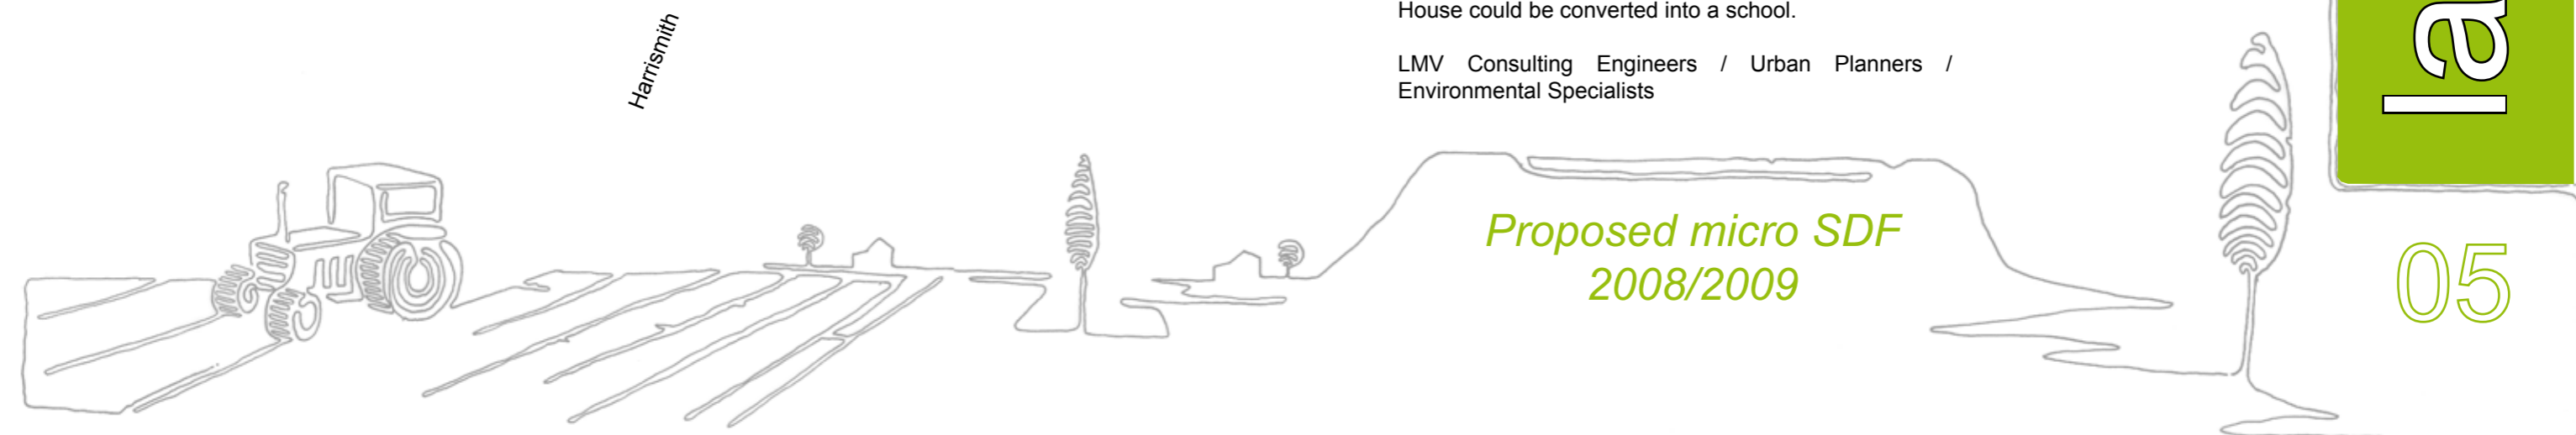 Harrismith
House could be converted into a school.
LMV Consulting Engineers / Urban Planners /
Environmental Specialists
Proposed micro SDF
2008/2009
la
05